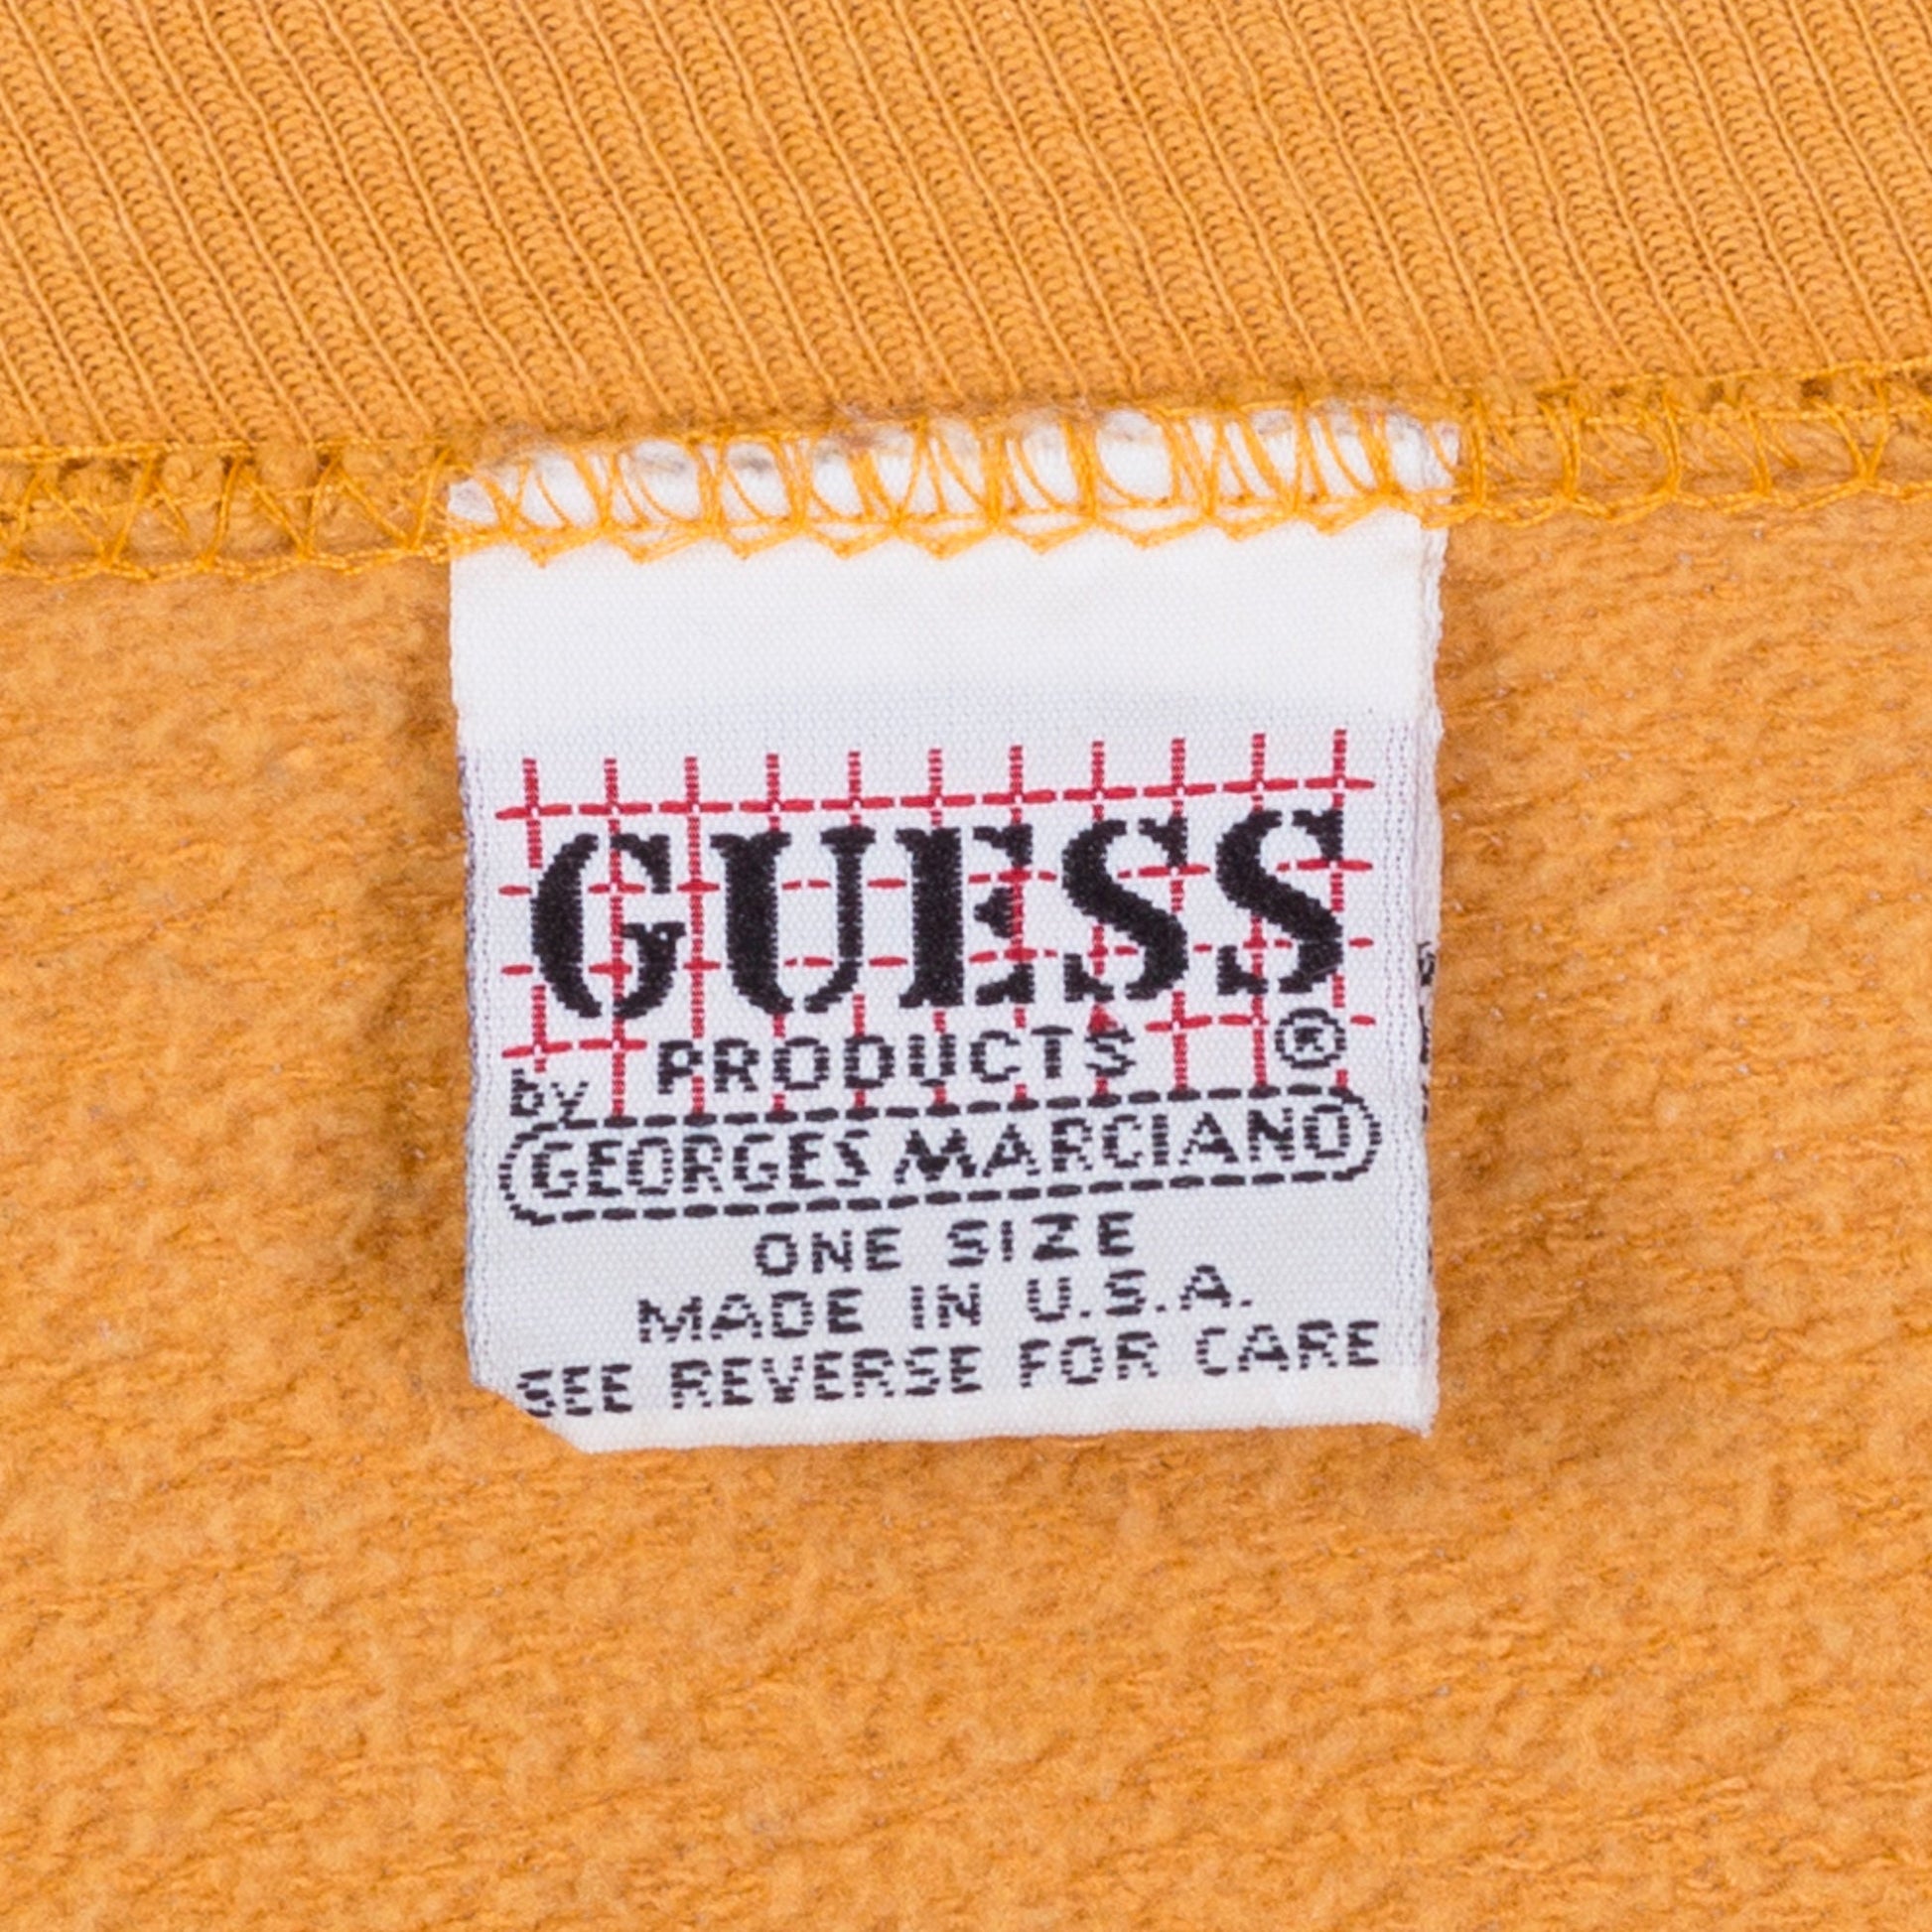 GUESS
PRODUCTS ®
by
GEORGES MARCIANO
ONE SIZE
MADE IN U.S.A.
SEE REVERSE FOR CARE